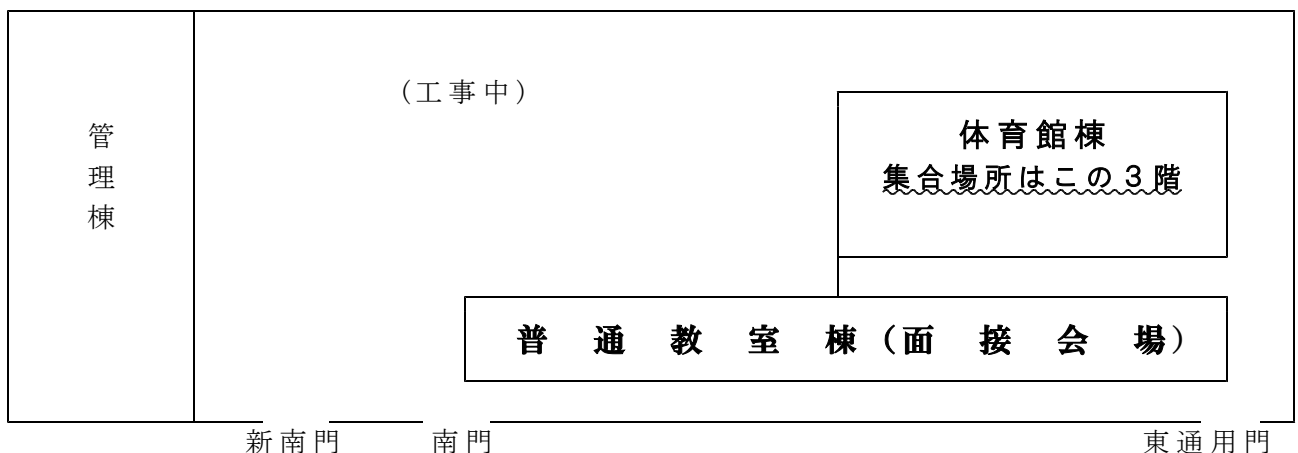 (工事中)
管理棟
体育館棟
集合場所はこの3階
普通教室棟(面接会場)
新南門
南門
東通用門